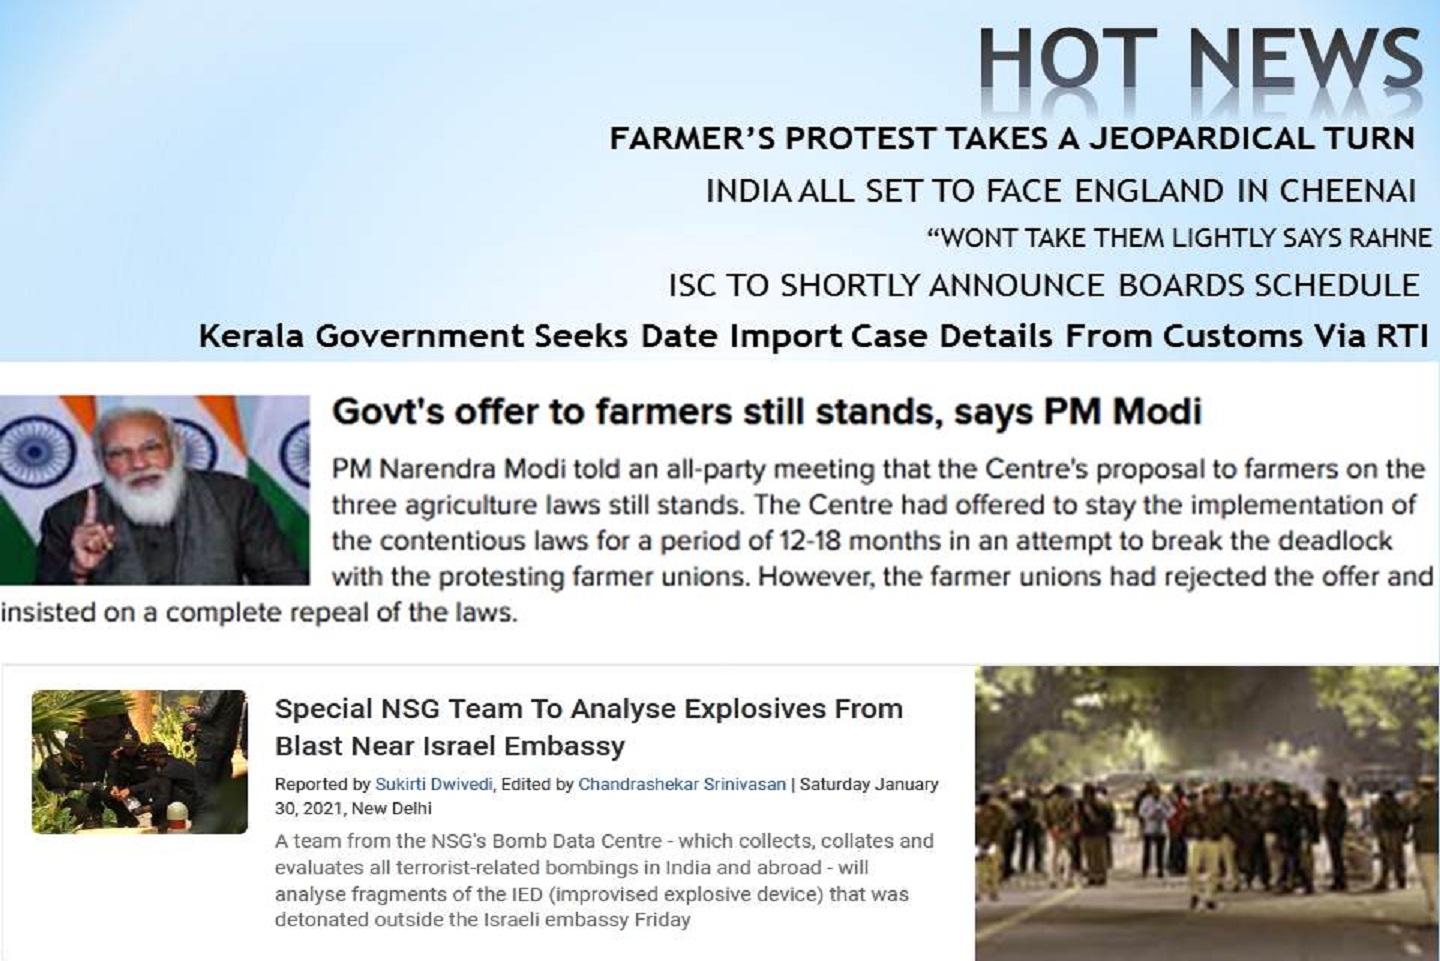 HOT NEWS
FARMER'S PROTEST TAKES A JEOPARDICAL TURN
INDIA ALL SET TO FACE ENGLAND IN CHEENAI
“WONT TAKE THEM LIGHTLY SAYS RAHNE
ISC TO SHORTLY ANNOUNCE BOARDS SCHEDULE
Kerala Government Seeks Date Import Case Details From Customs Via RTI
Govt's offer to farmers still stands, says PM Modi
PM Narendra Modi told an all-party meeting that the Centre's proposal to farmers on the
three agriculture laws still stands. The Centre had offered to stay the implementation of
the contentious laws for a period of 12-18 months in an attempt to break the deadlock
with the protesting farmer unions. However, the farmer unions had rejected the offer and
insisted on a complete repeal of the laws.
Special NSG Team To Analyse Explosives From
Blast Near Israel Embassy
Reported by Sukirti Dwivedi, Edited by Chandrashekar Srinivasan | Saturday January
30, 2021, New Delhi
A team from the NSG's Bomb Data Centre - which collects, collates and
evaluates all terrorist-related bombings in India and abroad - will
analyse fragments of the IED (improvised explosive device) that was
detonated outside the Israeli embassy Friday